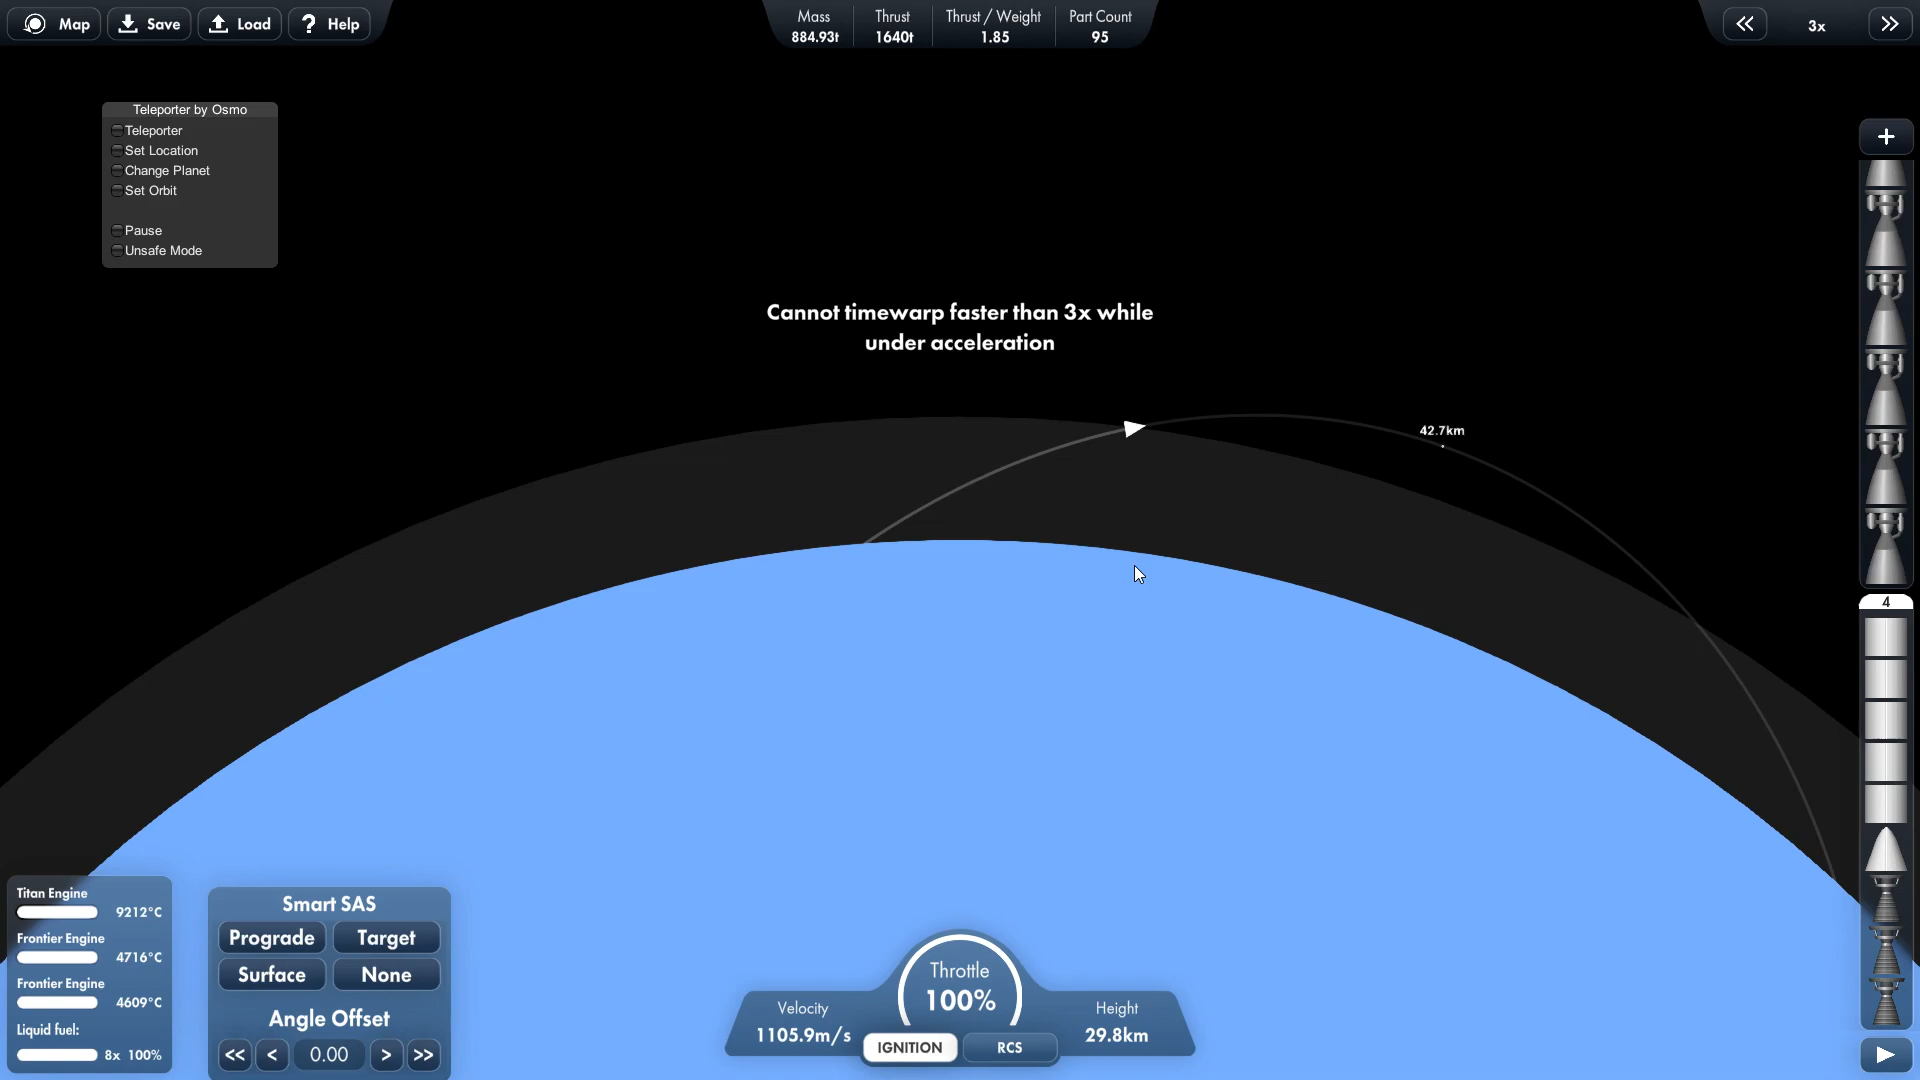 Map
Save
Load
? Help
Mass
884.93t
Thrust
1640t
Thrust / Weight
1.85
Part Count
95
3x
Teleporter by Osmo
Teleporter
Set Location
Change Planet
Set Orbit
Pause
Unsafe Mode
Cannot timewarp faster than 3x while
under acceleration
42.7km
4
Titan Engine
9212°C
Frontier Engine
4716°C
Frontier Engine
4609°C
Liquid fuel:
8x 100%
Smart SAS
Prograde Target
Surface None
Angle Offset
<< < 0.00 > >>
Throttle
100%
Velocity
1105.9m/s
IGNITION
RCS
Height
29.8km